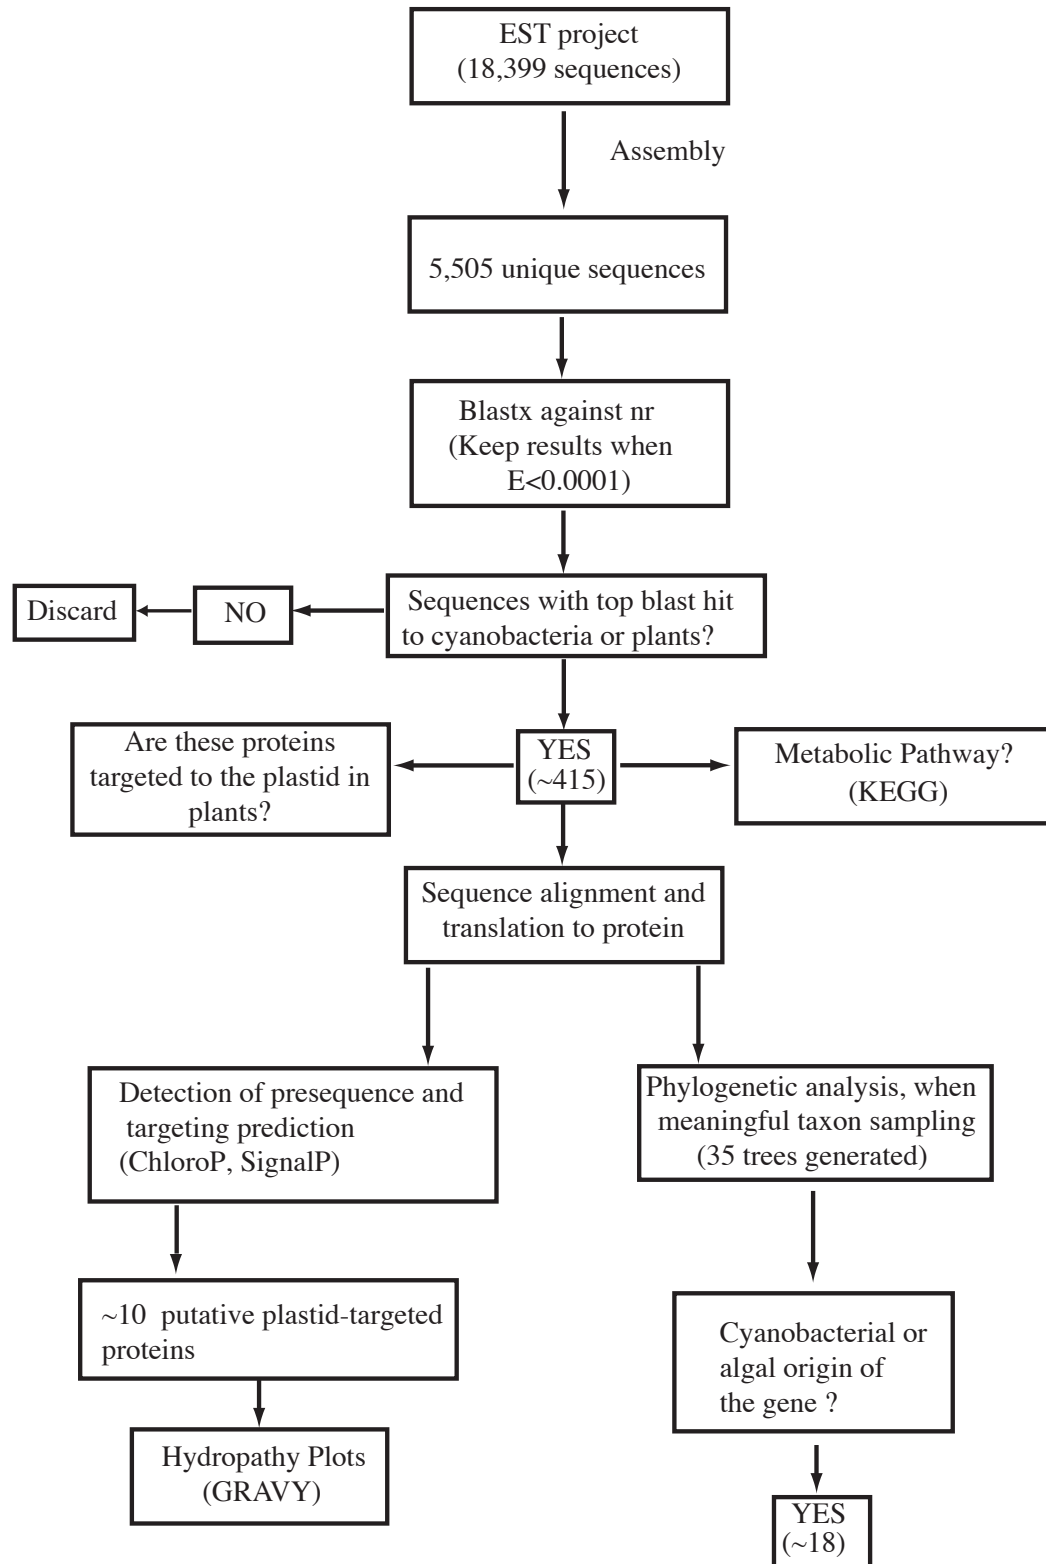 EST project
(18,399 sequences)
Assembly
5,505 unique sequences
Blastx against nr
(Keep results when
E<0.0001)
Sequences with top blast hit
to cyanobacteria or plants?
NO
Discard
YES
(~415)
Are these proteins
targeted to the plastid in
plants?
Metabolic Pathway?
(KEGG)
Sequence alignment and
translation to protein
Detection of presequence and
targeting prediction
(ChloroP, SignalP)
~10 putative plastid-targeted
proteins
Hydropathy Plots
(GRAVY)
Phylogenetic analysis, when
meaningful taxon sampling
(35 trees generated)
Cyanobacterial or
algal origin of
the gene ?
YES
(~18)